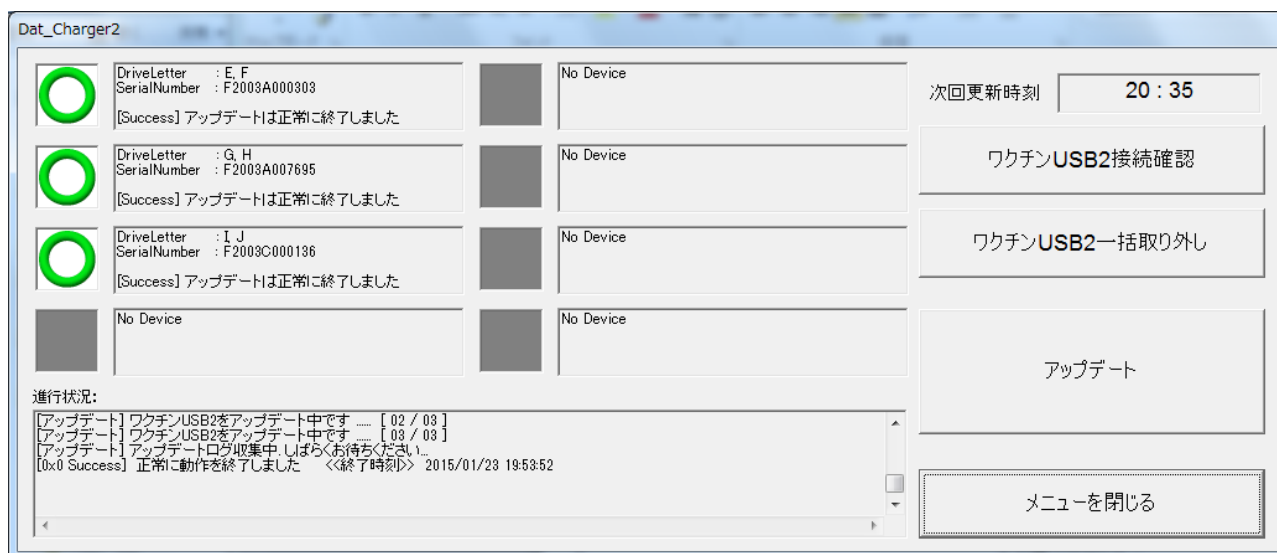 Dat_Charger2
DriveLetter : E, F
SerialNumber : F2003A000303
[Success] アップデートは正常に終了しました
No Device
次回更新時刻
20 : 35
DriveLetter : G, H
SerialNumber : F2003A007695
[Success] アップデートは正常に終了しました
No Device
ワクチンUSB2接続確認
DriveLetter : I, J
SerialNumber : F2003C000136
[Success] アップデートは正常に終了しました
No Device
ワクチンUSB2一括取り外し
No Device
No Device
アップデート
進行状況:
[アップデート] ワクチンUSB2をアップデート中です ..... [ 02 / 03 ]
[アップデート] ワクチンUSB2をアップデート中です ..... [ 03 / 03 ]
[アップデート] アップデートログ収集中. しばらくお待ちください...
[0x0 Success] 正常に動作を終了しました <<終了時刻>> 2015/01/23 19:53:52
メニューを閉じる